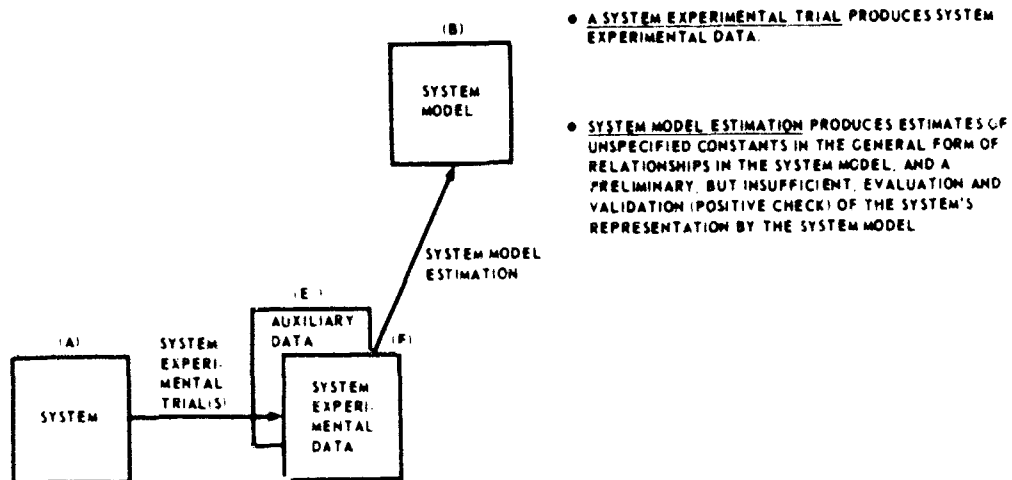 • A SYSTEM EXPERIMENTAL TRIAL PRODUCES SYSTEM
EXPERIMENTAL DATA.
• SYSTEM MODEL ESTIMATION PRODUCES ESTIMATES OF
UNSPECIFIED CONSTANTS IN THE GENERAL FORM OF
RELATIONSHIPS IN THE SYSTEM MODEL, AND A
PRELIMINARY, BUT INSUFFICIENT, EVALUATION AND
VALIDATION (POSITIVE CHECK) OF THE SYSTEM'S
REPRESENTATION BY THE SYSTEM MODEL
(B)
SYSTEM
MODEL
SYSTEM MODEL
ESTIMATION
(E)
AUXILIARY
DATA
(F)
(A)
SYSTEM
EXPERI-
MENTAL
TRIAL(S)
SYSTEM
SYSTEM
EXPERI-
MENTAL
DATA